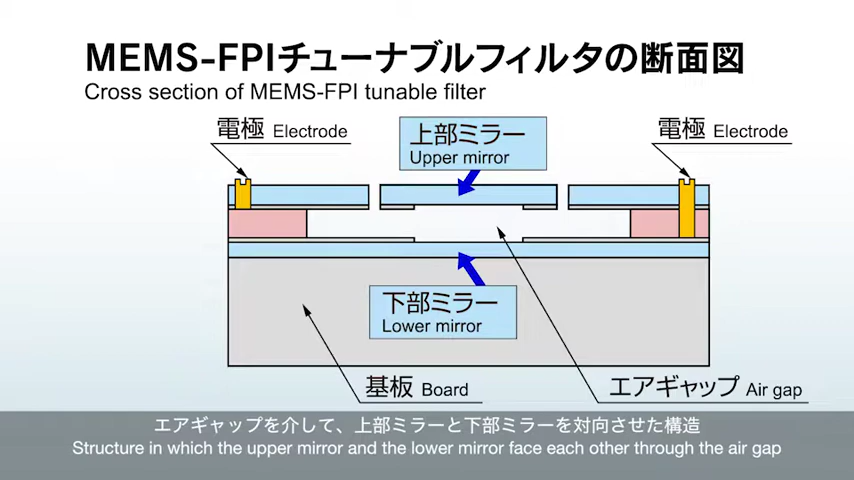 MEMS-FPIチューナブルフィルタの断面図
Cross section of MEMS-FPI tunable filter
電極 Electrode
上部ミラー
Upper mirror
電極 Electrode
下部ミラー
Lower mirror
基板 Board
エアギャップ Air gap
エアギャップを介して、上部ミラーと下部ミラーを対向させた構造
Structure in which the upper mirror and the lower mirror face each other through the air gap